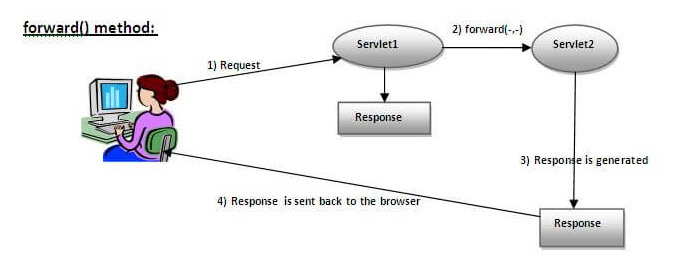 forward() method:
2) forward(-,-)
Servlet1
Servlet2
1) Request
Response
3) Response is generated
4) Response is sent back to the browser
Response